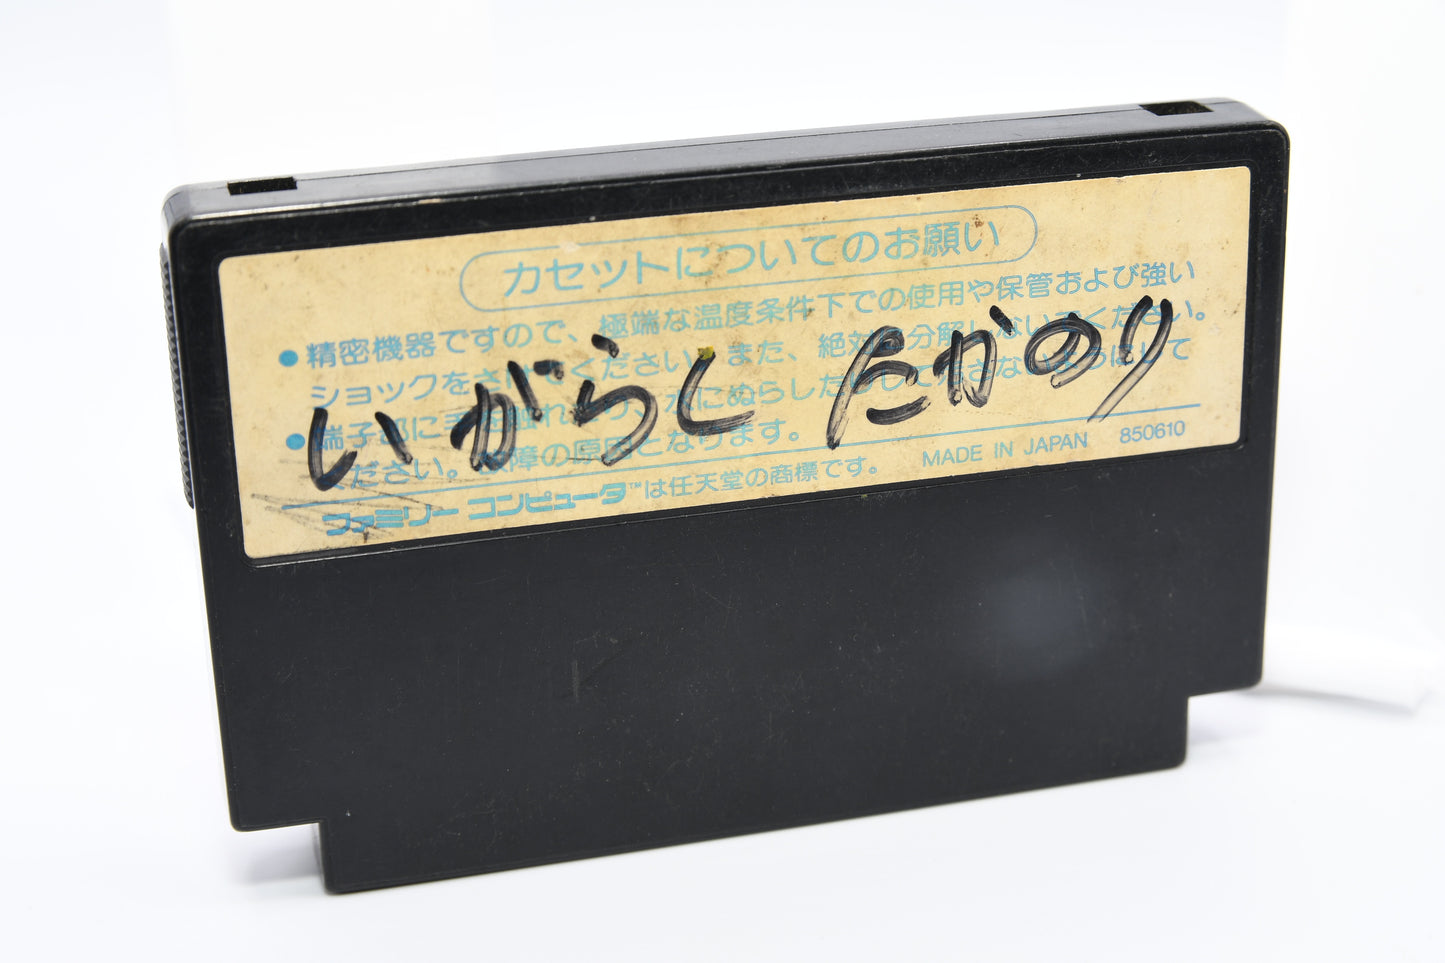 カセットについてのお願い
●精密機器ですので、極端な温度条件下での使用や保管および強い
ショックをさけてください。また、絶対に分解しないでください。
●端子部に手を触れたり、水にぬらしたりして汚さないようにして
ください。故障の原因となります。
いがらし たかのり
MADE IN JAPAN 850610
ファミリー コンピュータ™は任天堂の商標です。